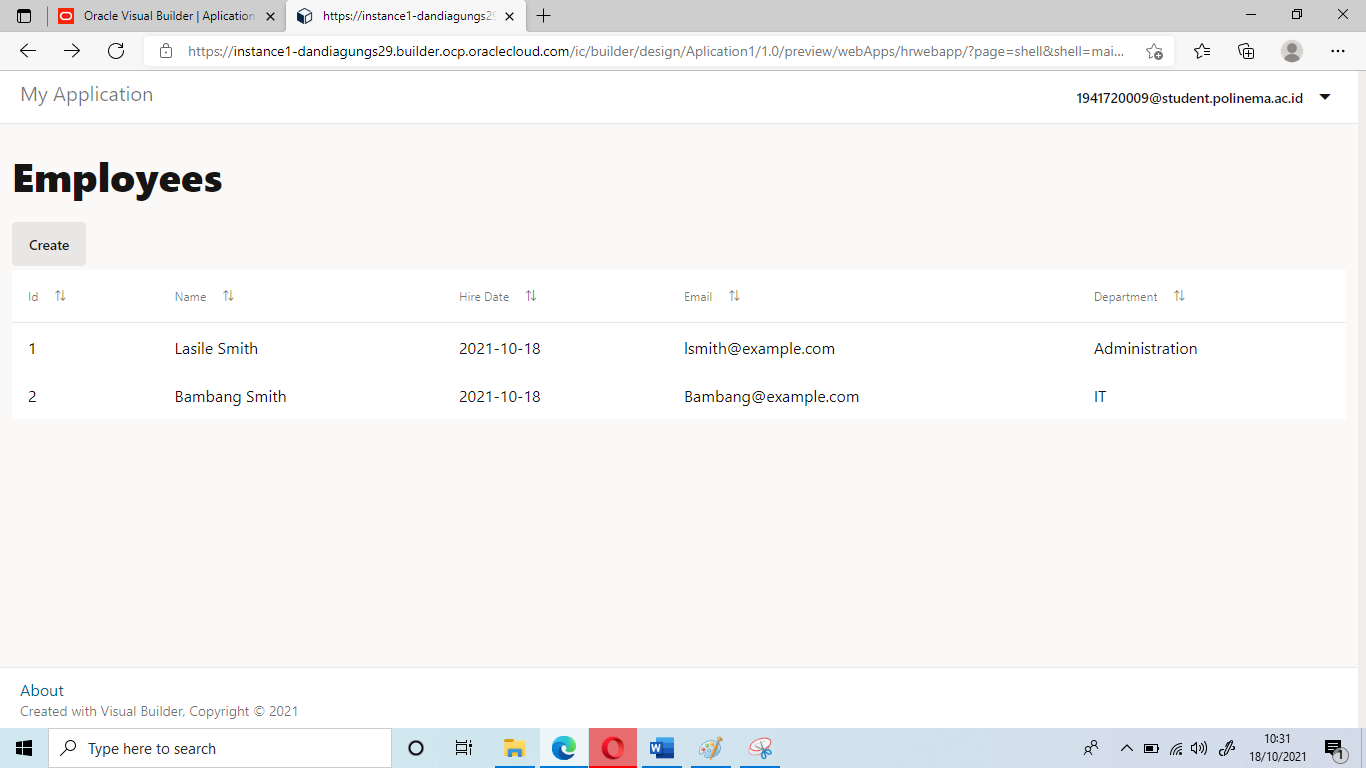 Oracle Visual Builder | Aplication
https://instance1-dandiagungs29
https://instance1-dandiagungs29.builder.ocp.oraclecloud.com/ic/builder/design/Aplication1/1.0/preview/webApps/hrwebapp/?page=shell&shell=mai...
My Application
1941720009@student.polinema.ac.id
Employees
Create
Id Name Hire Date Email Department
1 Lasile Smith 2021-10-18 lsmith@example.com Administration
2 Bambang Smith 2021-10-18 Bambang@example.com IT
About
Created with Visual Builder, Copyright © 2021
Type here to search
W
10:31
18/10/2021
1